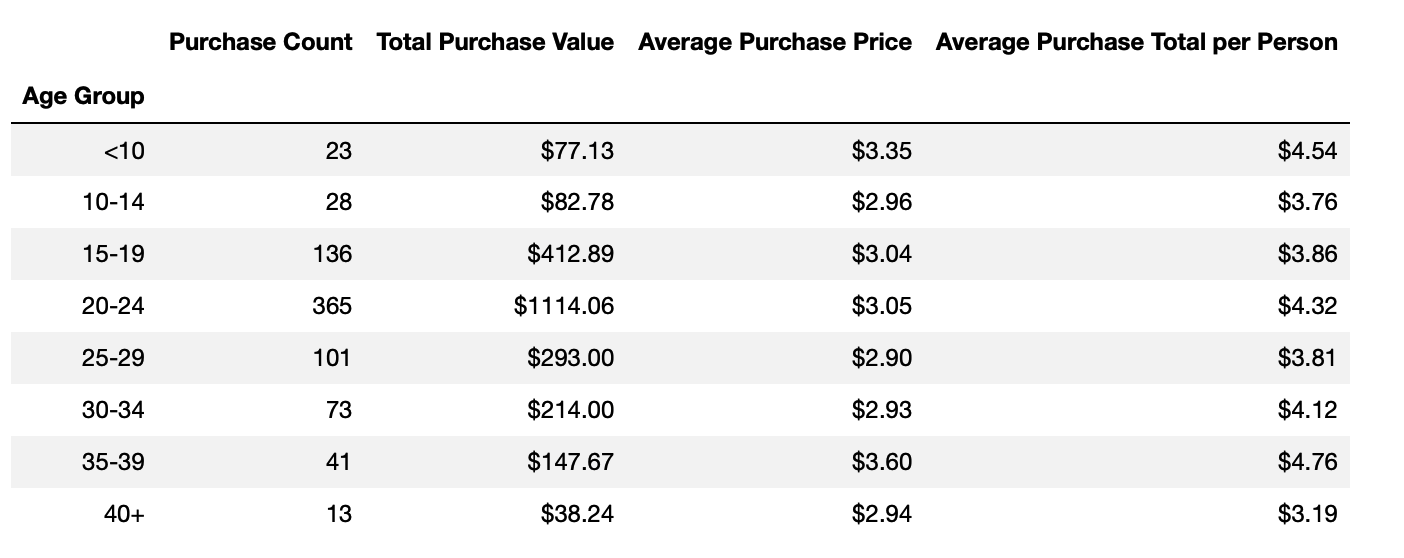 Purchase Count Total Purchase Value Average Purchase Price Average Purchase Total per Person
Age Group
<10 23 $77.13 $3.35 $4.54
10-14 28 $82.78 $2.96 $3.76
15-19 136 $412.89 $3.04 $3.86
20-24 365 $1114.06 $3.05 $4.32
25-29 101 $293.00 $2.90 $3.81
30-34 73 $214.00 $2.93 $4.12
35-39 41 $147.67 $3.60 $4.76
40+ 13 $38.24 $2.94 $3.19